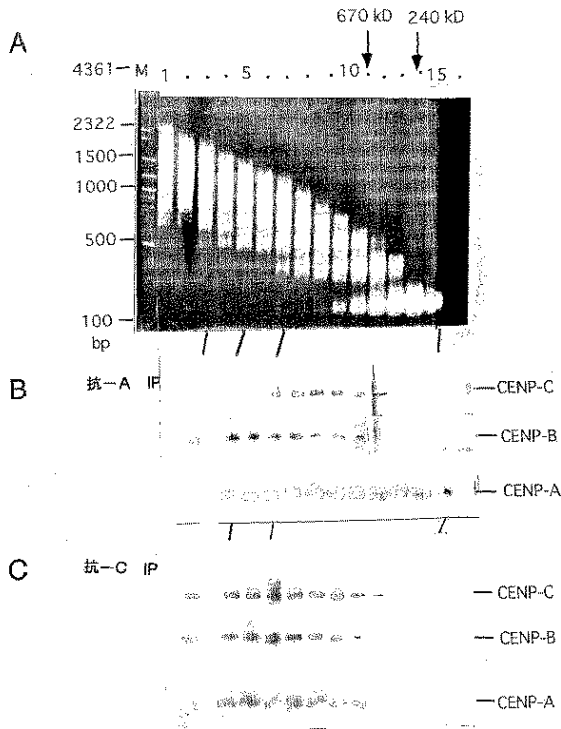 670 kD 240 kD
A
4361 M 1 . . . 5 . . . . 10 . . . . 15 .
2322
1500
1000
500
100
bp
B 抗-A IP
CENP-C
CENP-B
CENP-A
C 抗-C IP
CENP-C
CENP-B
CENP-A